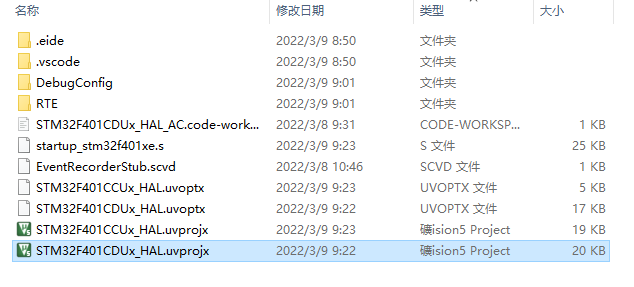 名称 修改日期 类型 大小
.eide 2022/3/9 8:50 文件夹
.vscode 2022/3/9 8:50 文件夹
DebugConfig 2022/3/9 9:01 文件夹
RTE 2022/3/9 9:01 文件夹
STM32F401CDUx_HAL_AC.code-work... 2022/3/8 9:31 CODE-WORKSP... 1 KB
startup_stm32f401xe.s 2022/3/9 9:23 S 文件 25 KB
EventRecorderStub.scvd 2022/3/8 10:46 SCVD 文件 1 KB
STM32F401CCUx_HAL.uvoptx 2022/3/9 9:23 UVOPTX 文件 5 KB
STM32F401CDUx_HAL.uvoptx 2022/3/9 9:22 UVOPTX 文件 17 KB
STM32F401CCUx_HAL.uvprojx 2022/3/9 9:23 礦ision5 Project 19 KB
STM32F401CDUx_HAL.uvprojx 2022/3/9 9:22 礦ision5 Project 20 KB